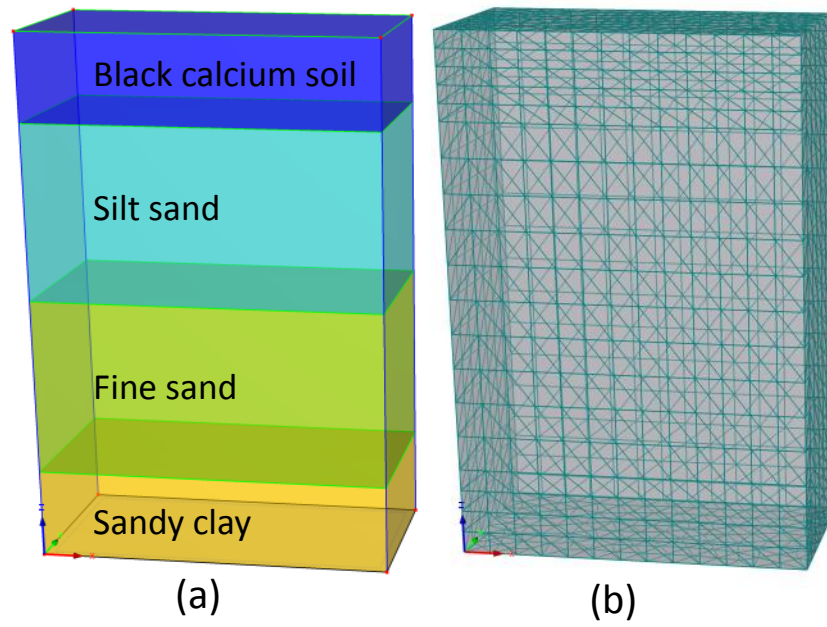 Black calcium soil
Silt sand
Fine sand
Sandy clay
(a)
(b)